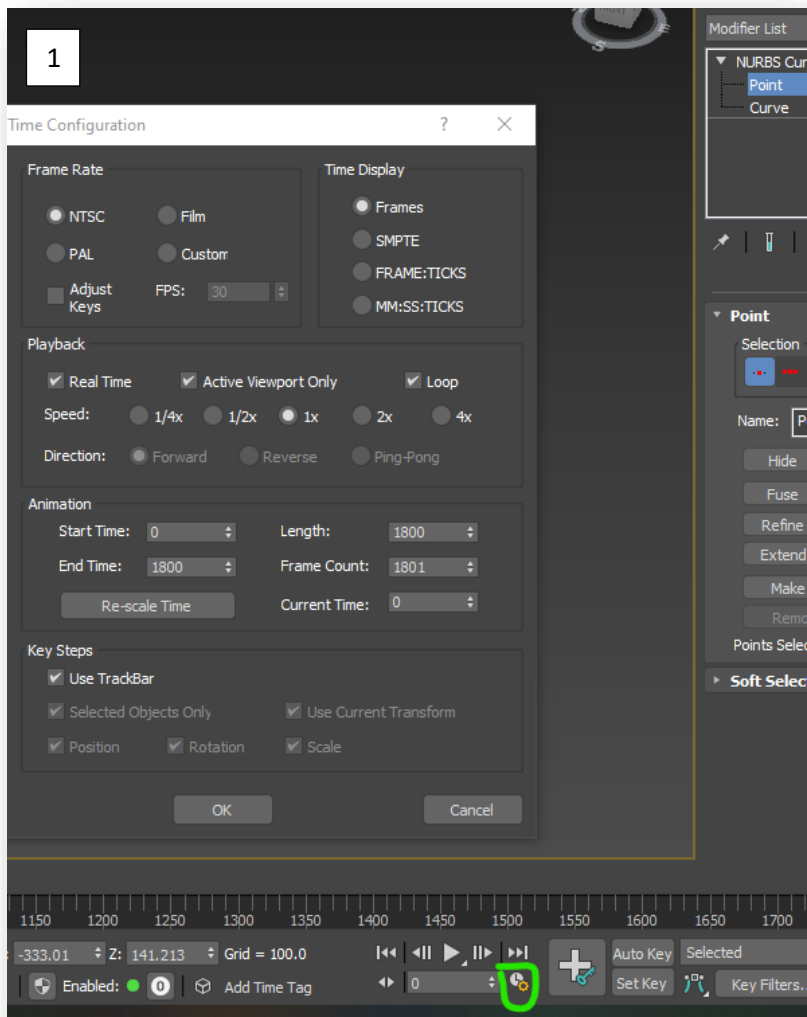 1
FRONT
S
E
Modifier List
NURBS Cur
Point
Curve
Time Configuration ? ×
Frame Rate
NTSC Film
PAL Custom
Adjust Keys FPS: 30
Time Display
Frames
SMPTE
FRAME:TICKS
MM:SS:TICKS
Playback
Real Time Active Viewport Only Loop
Speed: 1/4x 1/2x 1x 2x 4x
Direction: Forward Reverse Ping-Pong
Animation
Start Time: 0 Length: 1800
End Time: 1800 Frame Count: 1801
Re-scale Time Current Time: 0
Key Steps
Use TrackBar
Selected Objects Only Use Current Transform
Position Rotation Scale
OK Cancel
Point
Selection
Name: P
Hide
Fuse
Refine
Extend
Make
Remo
Points Selec
Soft Selec
1150 1200 1250 1300 1350 1400 1450 1500 1550 1600 1650 1700
-333.01 Z: 141.213 Grid = 100.0 Auto Key Selected
Enabled: 0 Add Time Tag 0 Set Key Key Filters..